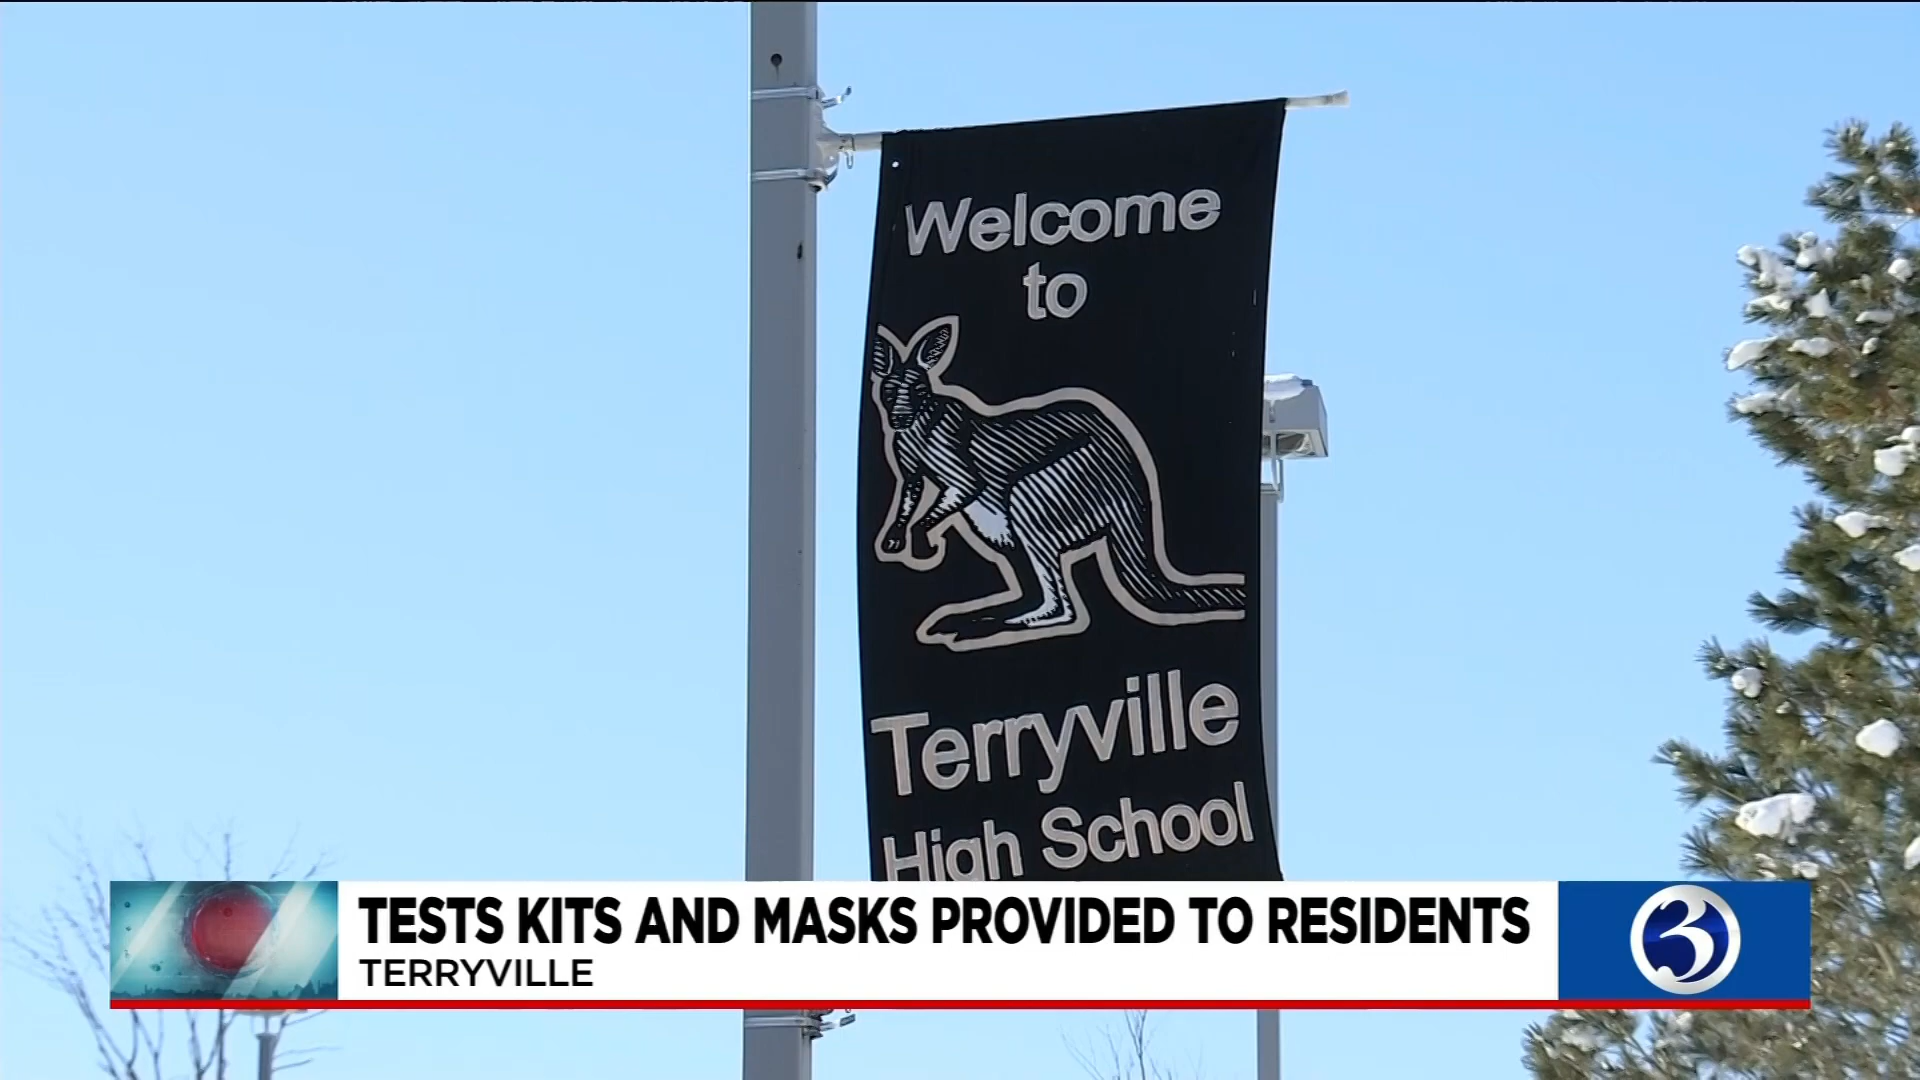 Welcome
to
Terryville
High School
TESTS KITS AND MASKS PROVIDED TO RESIDENTS
TERRYVILLE
3